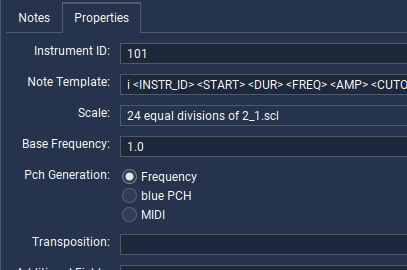 Notes Properties
Instrument ID: 101
Note Template: i <INSTR_ID> <START> <DUR> <FREQ> <AMP> <CUTO
Scale: 24 equal divisions of 2_1.scl
Base Frequency: 1.0
Pch Generation: Frequency
blue PCH
MIDI
Transposition: